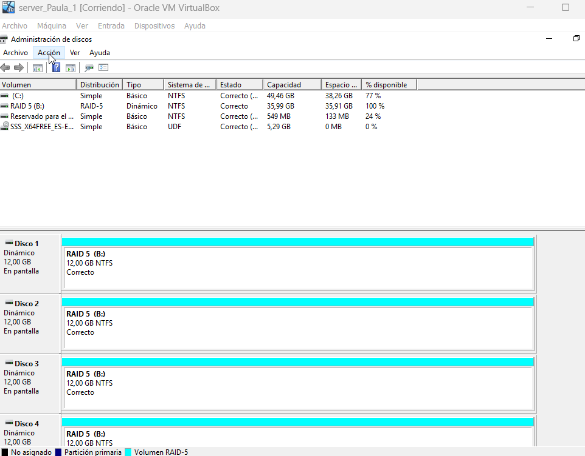 server_Paula_1 [Corriendo] - Oracle VM VirtualBox
Archivo Máquina Ver Entrada Dispositivos Ayuda
Administración de discos
Archivo Acción Ver Ayuda
Volumen Distribución Tipo Sistema de ... Estado Capacidad Espacio ... % disponible
(C:) Simple Básico NTFS Correcto (... 49,46 GB 38,26 GB 77 %
RAID 5 (B:) RAID-5 Dinámico NTFS Correcto 35,99 GB 35,91 GB 100 %
Reservado para el ... Simple Básico NTFS Correcto (... 549 MB 133 MB 24 %
SSS_X64FREE_ES-E... Simple Básico UDF Correcto (... 5,29 GB 0 MB 0 %
Disco 1
Dinámico
12,00 GB
En pantalla
RAID 5 (B:)
12,00 GB NTFS
Correcto
Disco 2
Dinámico
12,00 GB
En pantalla
RAID 5 (B:)
12,00 GB NTFS
Correcto
Disco 3
Dinámico
12,00 GB
En pantalla
RAID 5 (B:)
12,00 GB NTFS
Correcto
Disco 4
Dinámico
12,00 GB
RAID 5 (B:)
12,00 GB NTFS
No asignado Partición primaria Volumen RAID-5